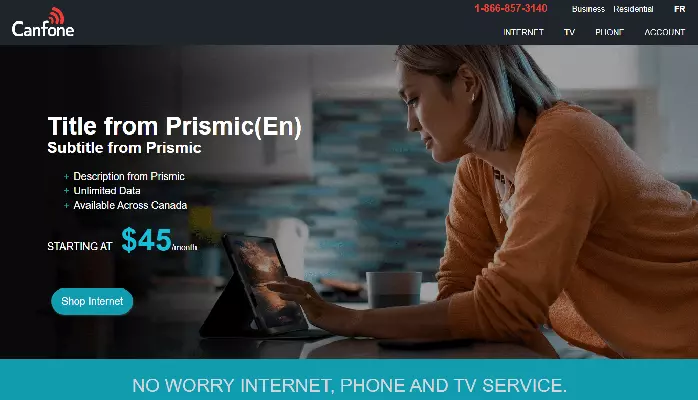 1-866-857-3140
Business Residential FR
Canfone
INTERNET TV PHONE ACCOUNT
Title from Prismic(En)
Subtitle from Prismic
+ Description from Prismic
+ Unlimited Data
+ Available Across Canada
STARTING AT $45/month
Shop Internet
NO WORRY INTERNET, PHONE AND TV SERVICE.